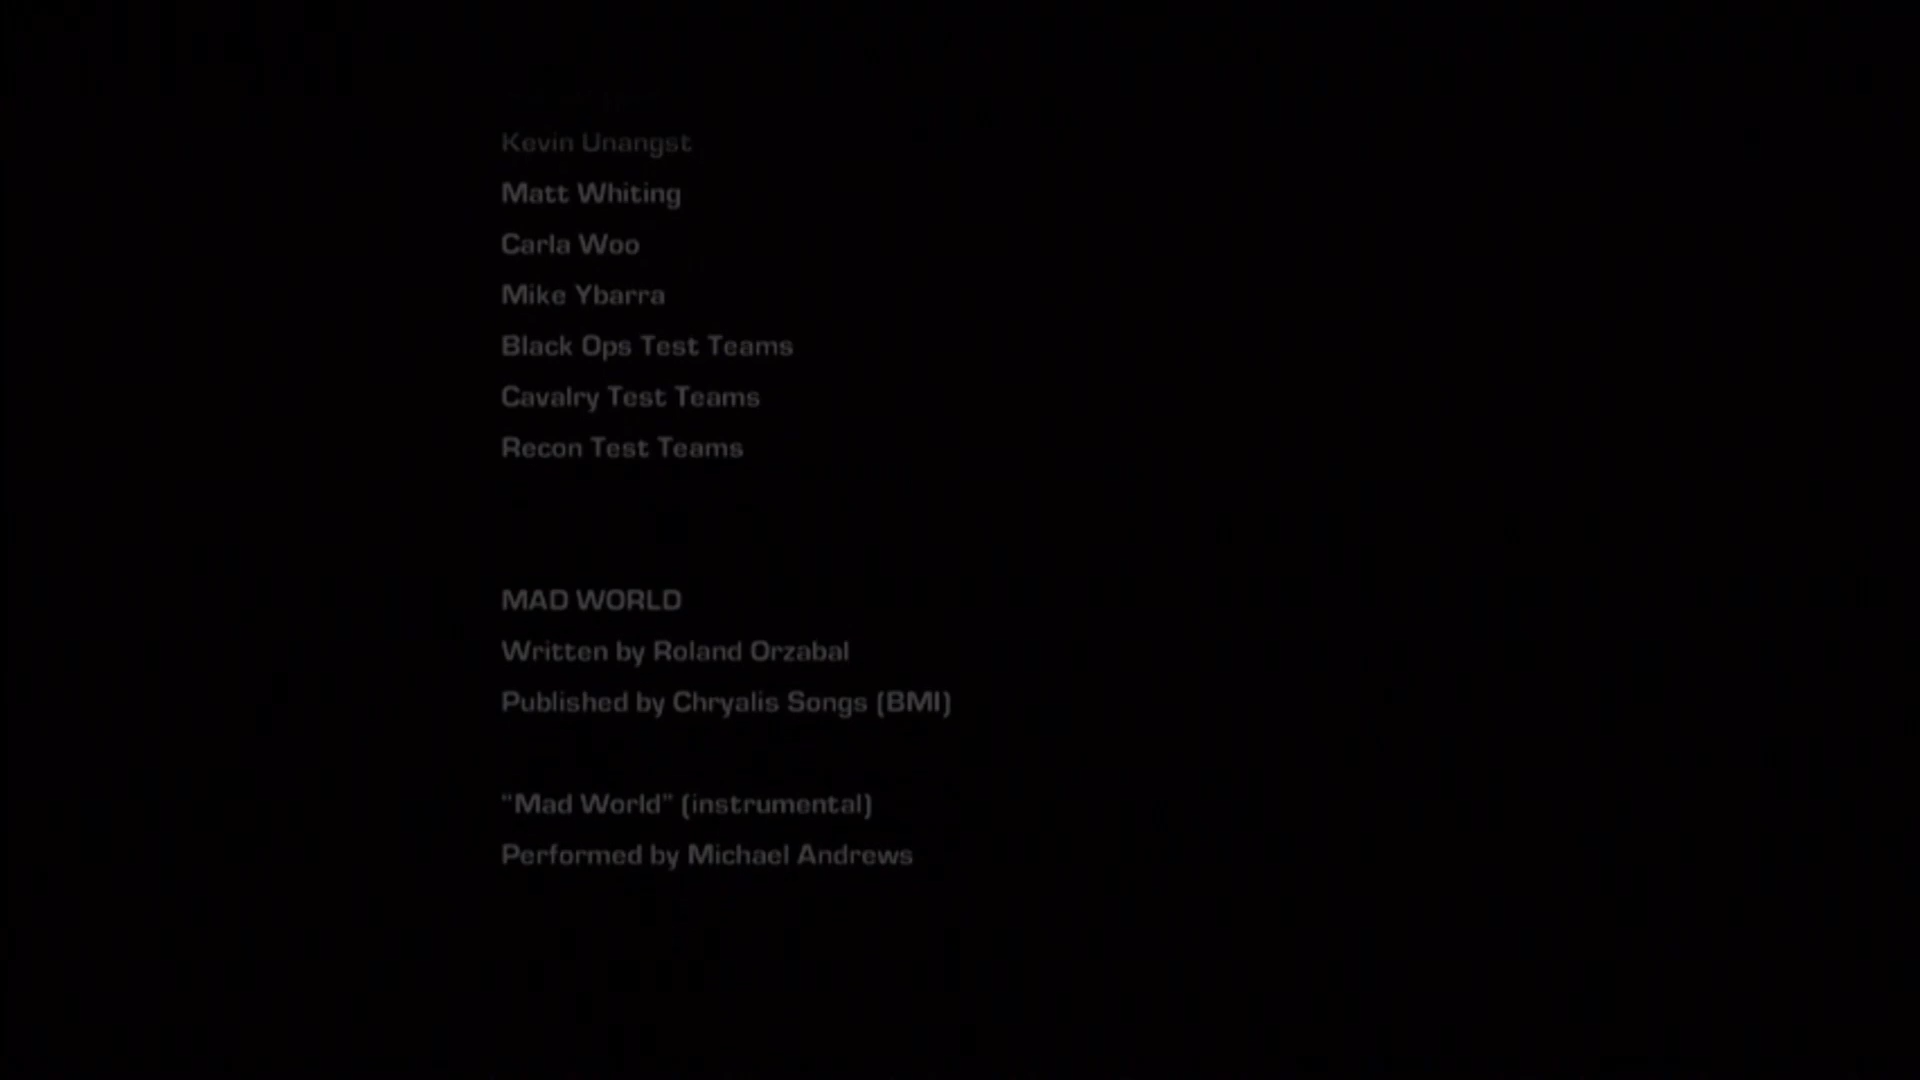 Kevin Unangst
Matt Whiting
Carla Woo
Mike Ybarra
Black Ops Test Teams
Cavalry Test Teams
Recon Test Teams
MAD WORLD
Written by Roland Orzabal
Published by Chryalis Songs (BMI)
“Mad World” (instrumental)
Performed by Michael Andrews